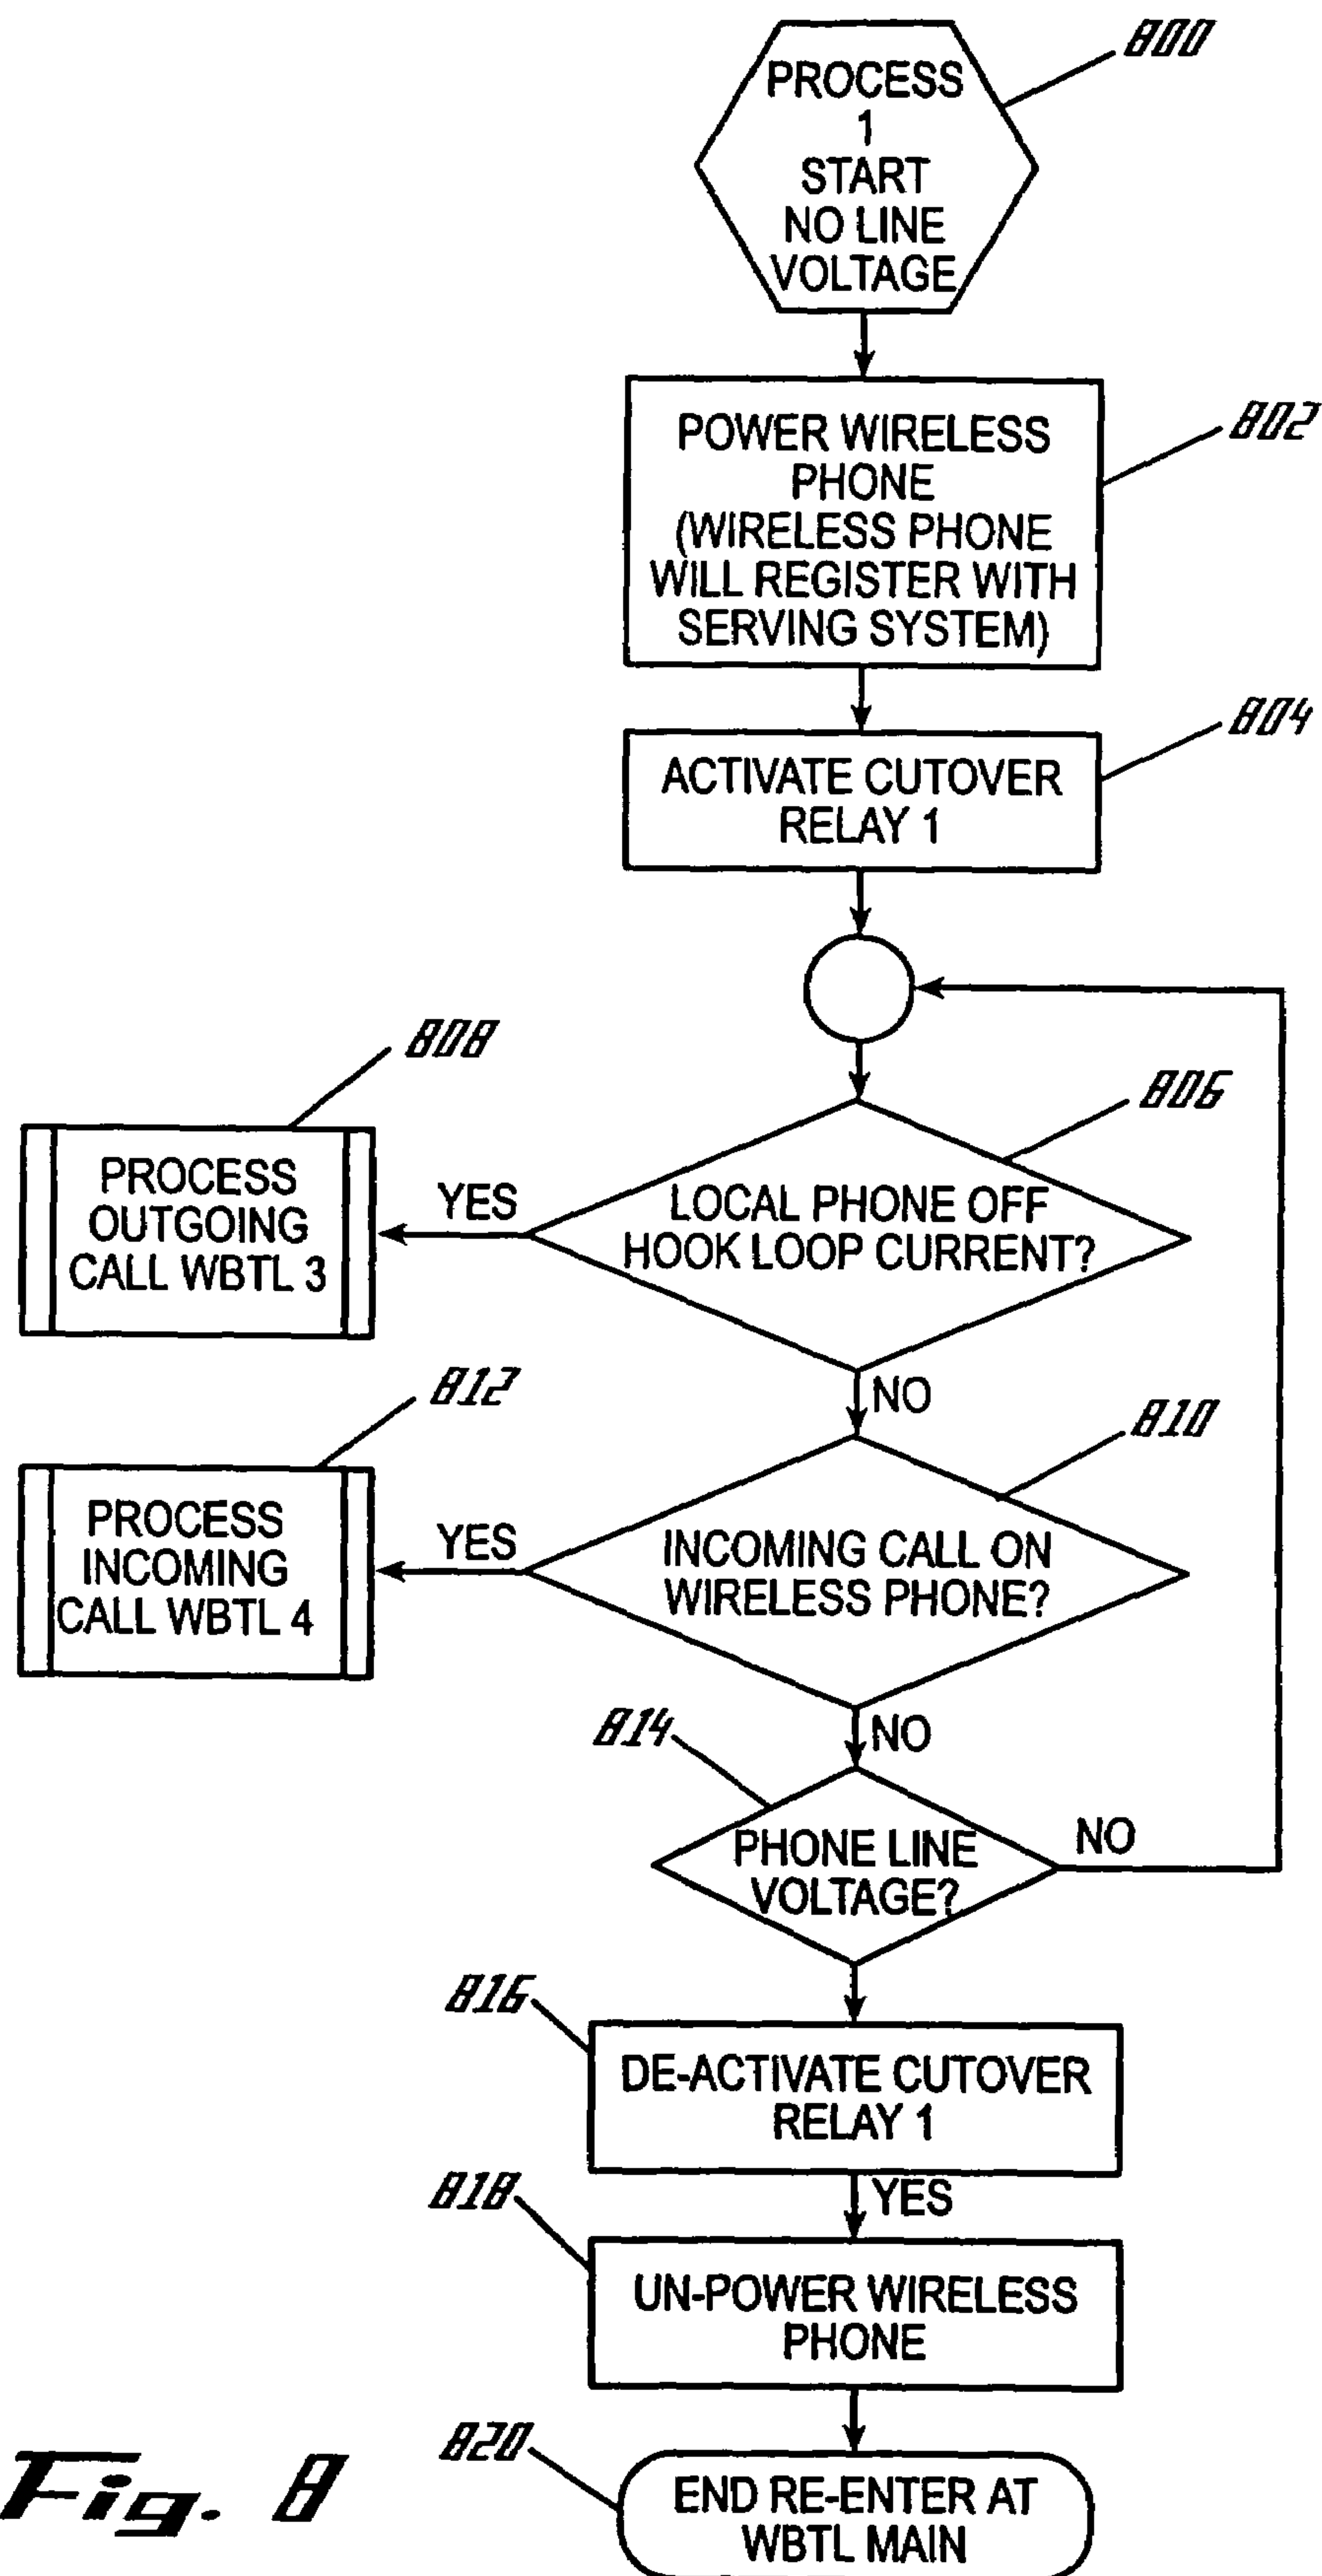 800
PROCESS
1
START
NO LINE
VOLTAGE
802
POWER WIRELESS
PHONE
(WIRELESS PHONE
WILL REGISTER WITH
SERVING SYSTEM)
804
ACTIVATE CUTOVER
RELAY 1
808
806
PROCESS
OUTGOING
CALL WBTL 3
YES
LOCAL PHONE OFF
HOOK LOOP CURRENT?
NO
812
810
PROCESS
INCOMING
CALL WBTL 4
YES
INCOMING CALL ON
WIRELESS PHONE?
NO
814
PHONE LINE
VOLTAGE?
NO
816
DE-ACTIVATE CUTOVER
RELAY 1
YES
818
UN-POWER WIRELESS
PHONE
820
END RE-ENTER AT
WBTL MAIN
Fig. 8